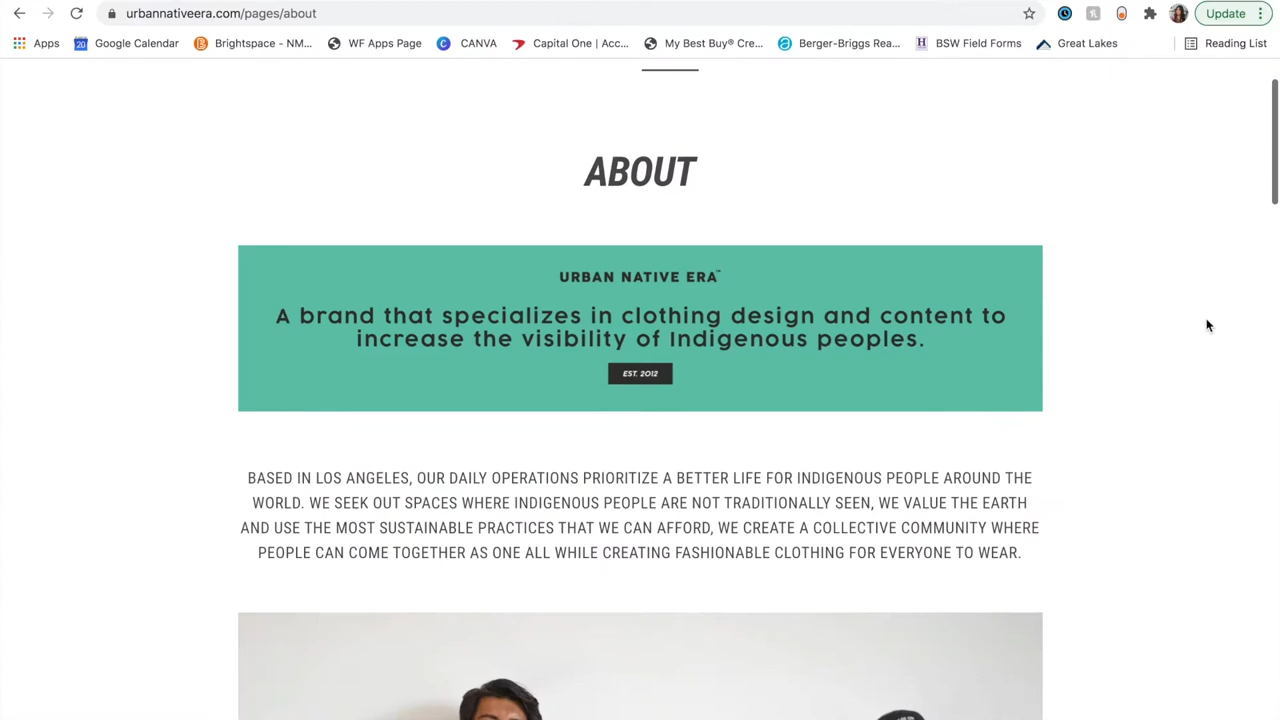 urbannativeera.com/pages/about
Update
Apps
20
Google Calendar
Brightspace - NM...
WF Apps Page
C
CANVA
Capital One | Acc...
My Best Buy® Cre...
Berger-Briggs Rea...
H
BSW Field Forms
Great Lakes
Reading List
ABOUT
URBAN NATIVE ERA™
A brand that specializes in clothing design and content to
increase the visibility of Indigenous peoples.
EST. 2012
BASED IN LOS ANGELES, OUR DAILY OPERATIONS PRIORITIZE A BETTER LIFE FOR INDIGENOUS PEOPLE AROUND THE
WORLD. WE SEEK OUT SPACES WHERE INDIGENOUS PEOPLE ARE NOT TRADITIONALLY SEEN, WE VALUE THE EARTH
AND USE THE MOST SUSTAINABLE PRACTICES THAT WE CAN AFFORD, WE CREATE A COLLECTIVE COMMUNITY WHERE
PEOPLE CAN COME TOGETHER AS ONE ALL WHILE CREATING FASHIONABLE CLOTHING FOR EVERYONE TO WEAR.